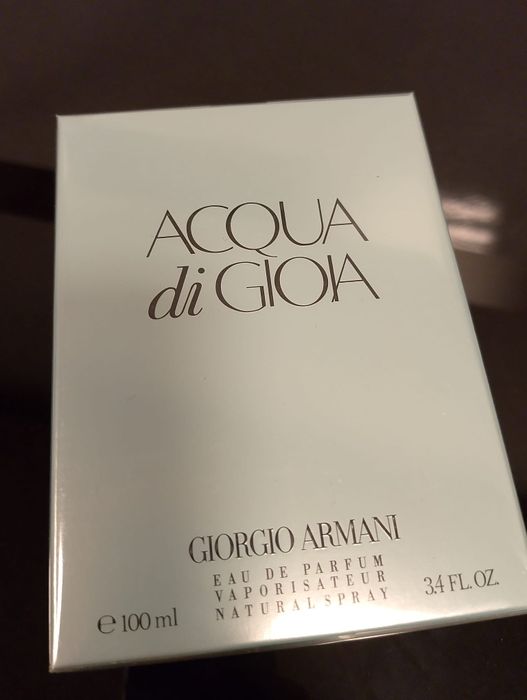 ACQUA
di GIOIA
GIORGIO ARMANI
EAU DE PARFUM
VAPORISATEUR
NATURAL SPRAY
℮ 100 ml
3.4 FL. OZ.